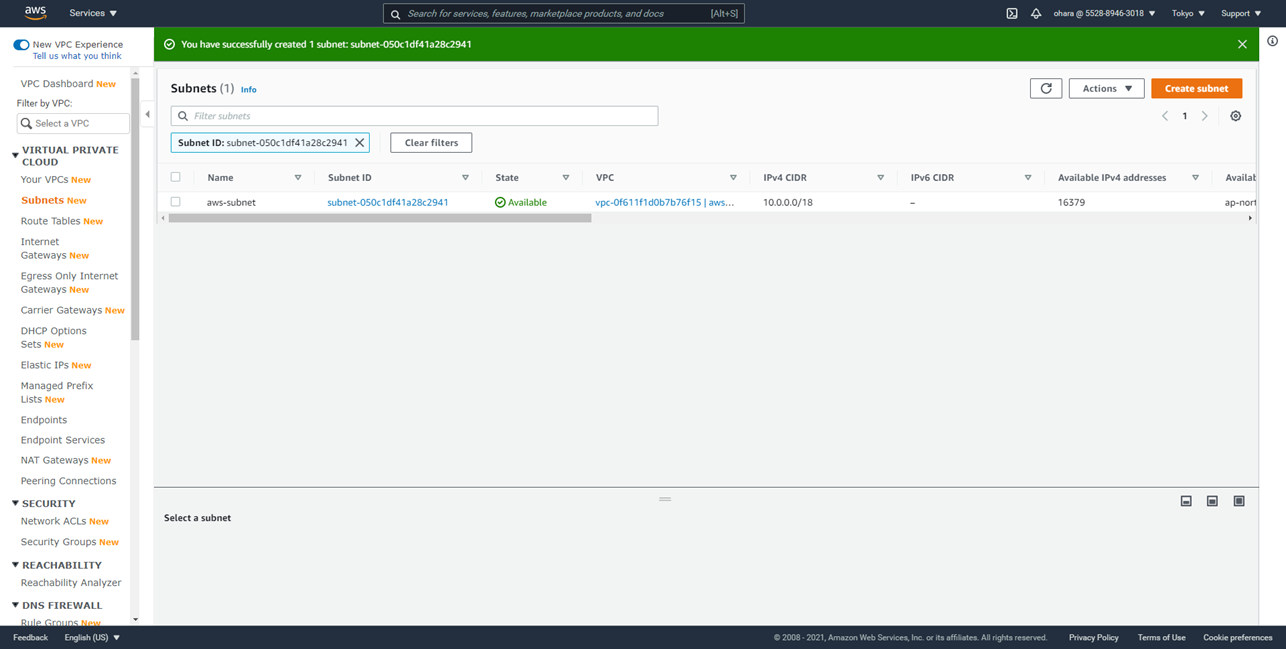 aws
Services
Search for services, features, marketplace products, and docs
[Alt+S]
ohara @ 5528-8946-3018
Tokyo
Support
New VPC Experience
Tell us what you think
VPC Dashboard New
Filter by VPC:
Select a VPC
VIRTUAL PRIVATE
CLOUD
Your VPCs New
Subnets New
Route Tables New
Internet
Gateways New
Egress Only Internet
Gateways New
Carrier Gateways New
DHCP Options
Sets New
Elastic IPs New
Managed Prefix
Lists New
Endpoints
Endpoint Services
NAT Gateways New
Peering Connections
SECURITY
Network ACLs New
Security Groups New
REACHABILITY
Reachability Analyzer
DNS FIREWALL
Rule Groups New
You have successfully created 1 subnet: subnet-050c1df41a28c2941
Subnets (1) Info
Actions
Create subnet
Filter subnets
1
Subnet ID: subnet-050c1df41a28c2941
Clear filters
Name Subnet ID State VPC IPv4 CIDR IPv6 CIDR Available IPv4 addresses Availab
aws-subnet subnet-050c1df41a28c2941 Available vpc-0f611f1d0b7b76f15 | aws... 10.0.0.0/18 – 16379 ap-nort
Select a subnet
Feedback English (US) © 2008 - 2021, Amazon Web Services, Inc. or its affiliates. All rights reserved. Privacy Policy Terms of Use Cookie preferences